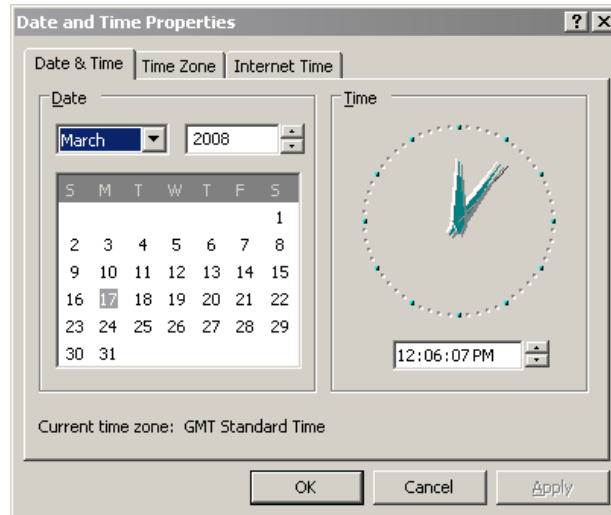 Date and Time Properties
Date & Time Time Zone Internet Time
Date
March 2008
S M T W T F S
1
2 3 4 5 6 7 8
9 10 11 12 13 14 15
16 17 18 19 20 21 22
23 24 25 26 27 28 29
30 31
Time
12:06:07 PM
Current time zone: GMT Standard Time
OK Cancel Apply